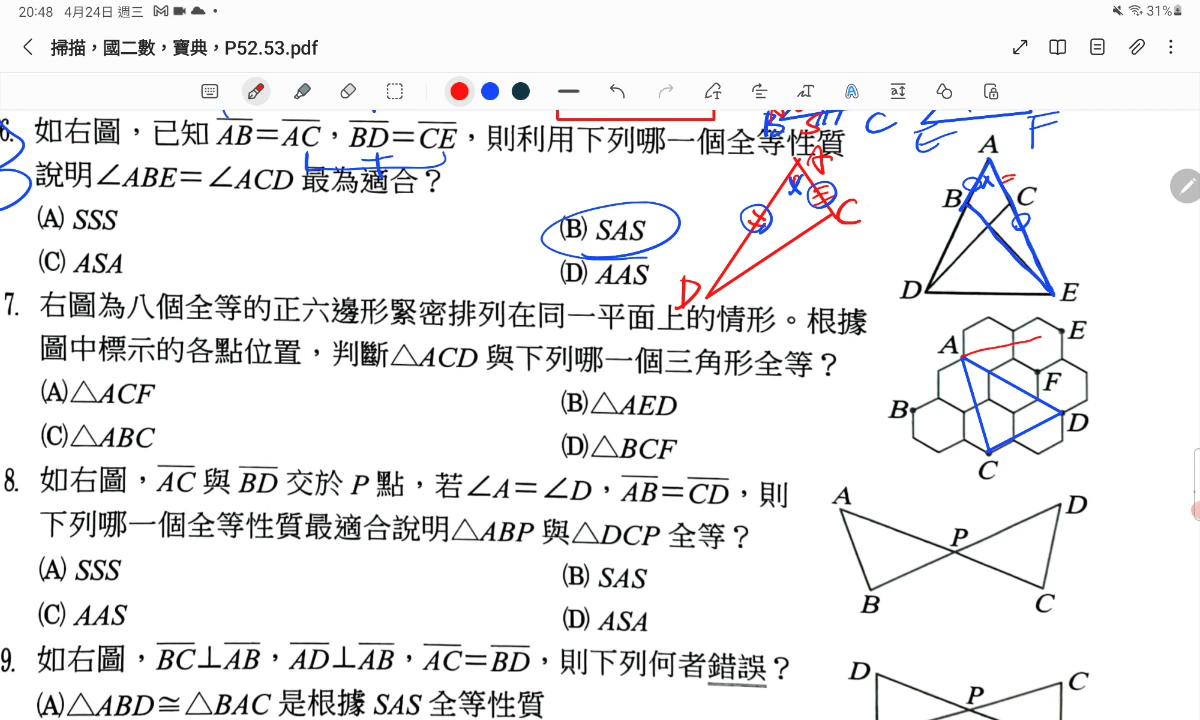 20:48 4月24日 週三
31%
掃描，國二數，寶典，P52.53.pdf
B S C E F
6. 如右圖，已知 AB=AC，BD=CE，則利用下列哪一個全等性質
說明∠ABE=∠ACD 最為適合？
(A) SSS
(B) SAS
(C) ASA
(D) AAS
A
x
C
D
A
x
B
C
D
E
7. 右圖為八個全等的正六邊形緊密排列在同一平面上的情形。根據
圖中標示的各點位置，判斷△ACD 與下列哪一個三角形全等？
(A)△ACF
(B)△AED
(C)△ABC
(D)△BCF
A
E
F
B
D
C
8. 如右圖，AC 與 BD 交於 P 點，若∠A=∠D，AB=CD，則
下列哪一個全等性質最適合說明△ABP 與△DCP 全等？
(A) SSS
(B) SAS
(C) AAS
(D) ASA
A
D
P
B
C
9. 如右圖，BC⊥AB，AD⊥AB，AC=BD，則下列何者錯誤？
(A)△ABD≅△BAC 是根據 SAS 全等性質
D
C
P